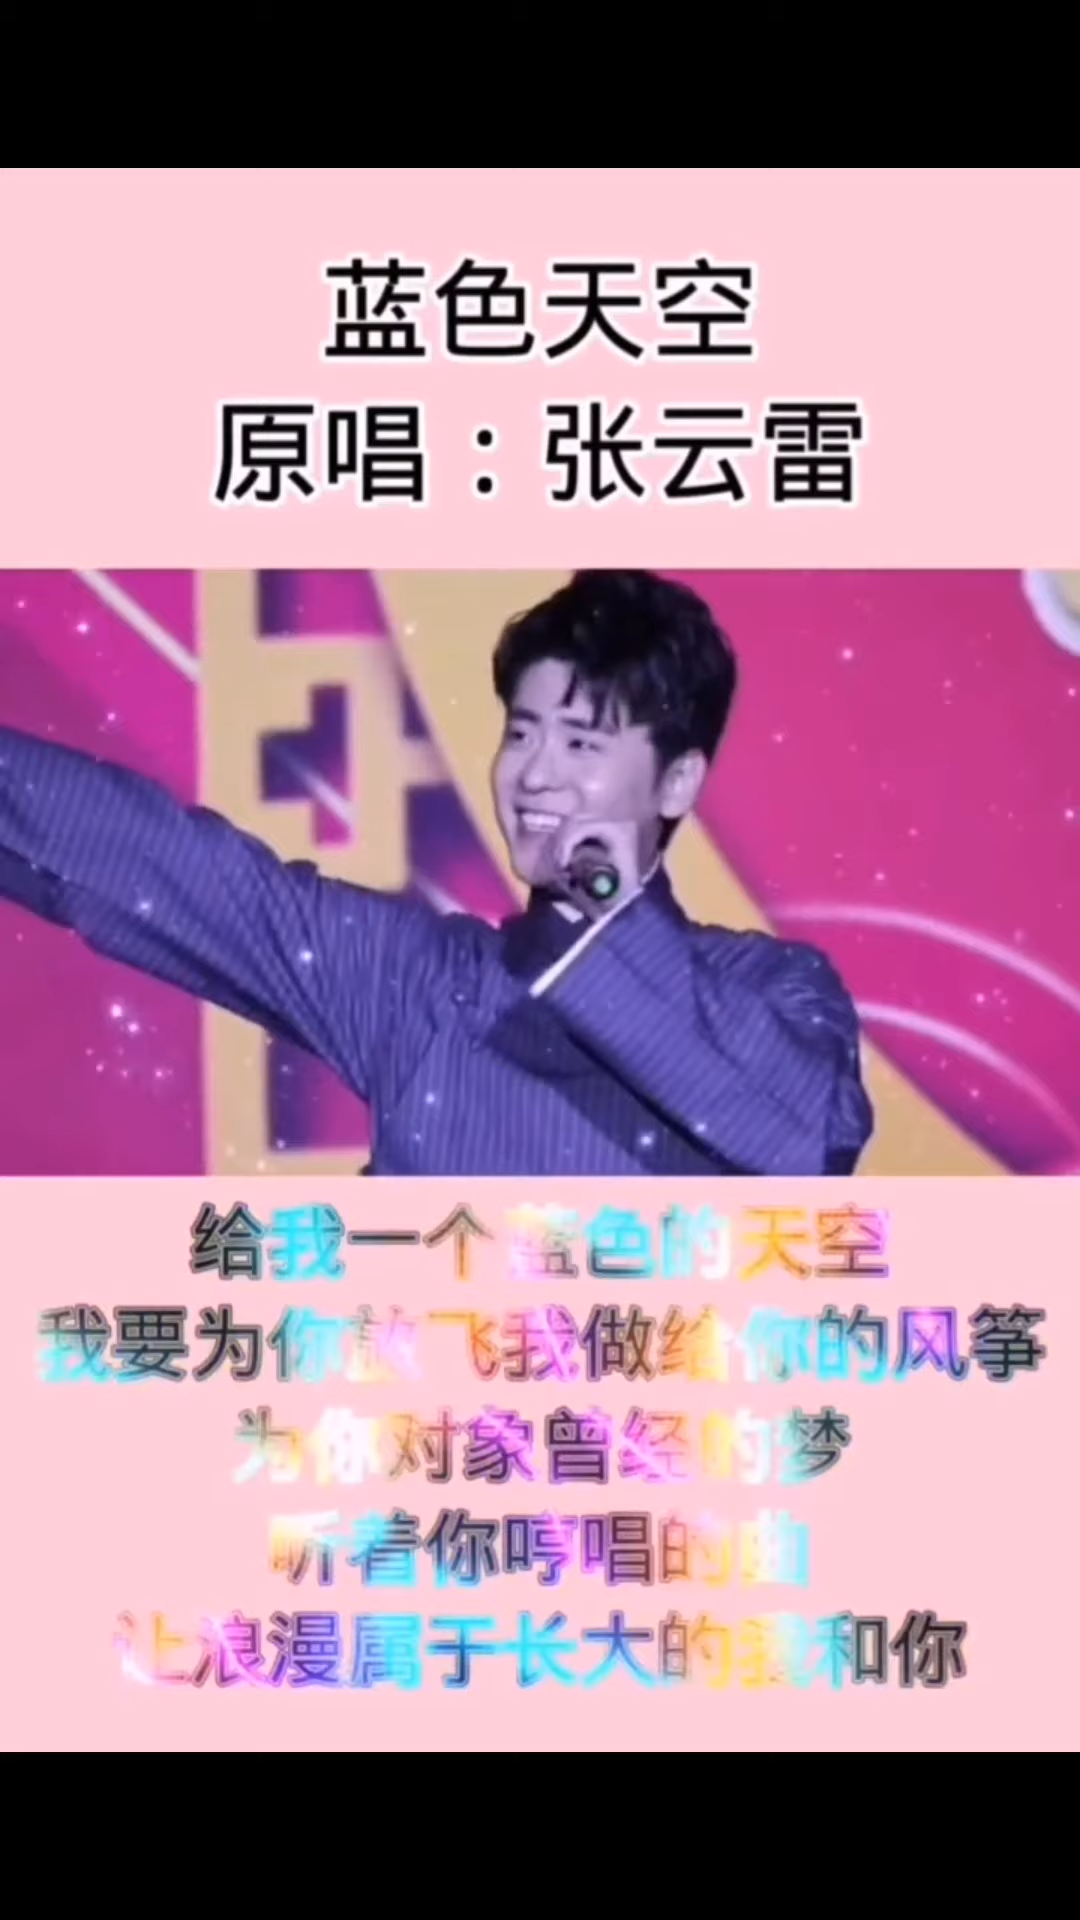 蓝色天空
原唱：张云雷
给我一个蓝色的天空
我要为你放飞我做给你的风筝
为你对象曾经的梦
听着你哼唱的曲
让浪漫属于长大的我和你